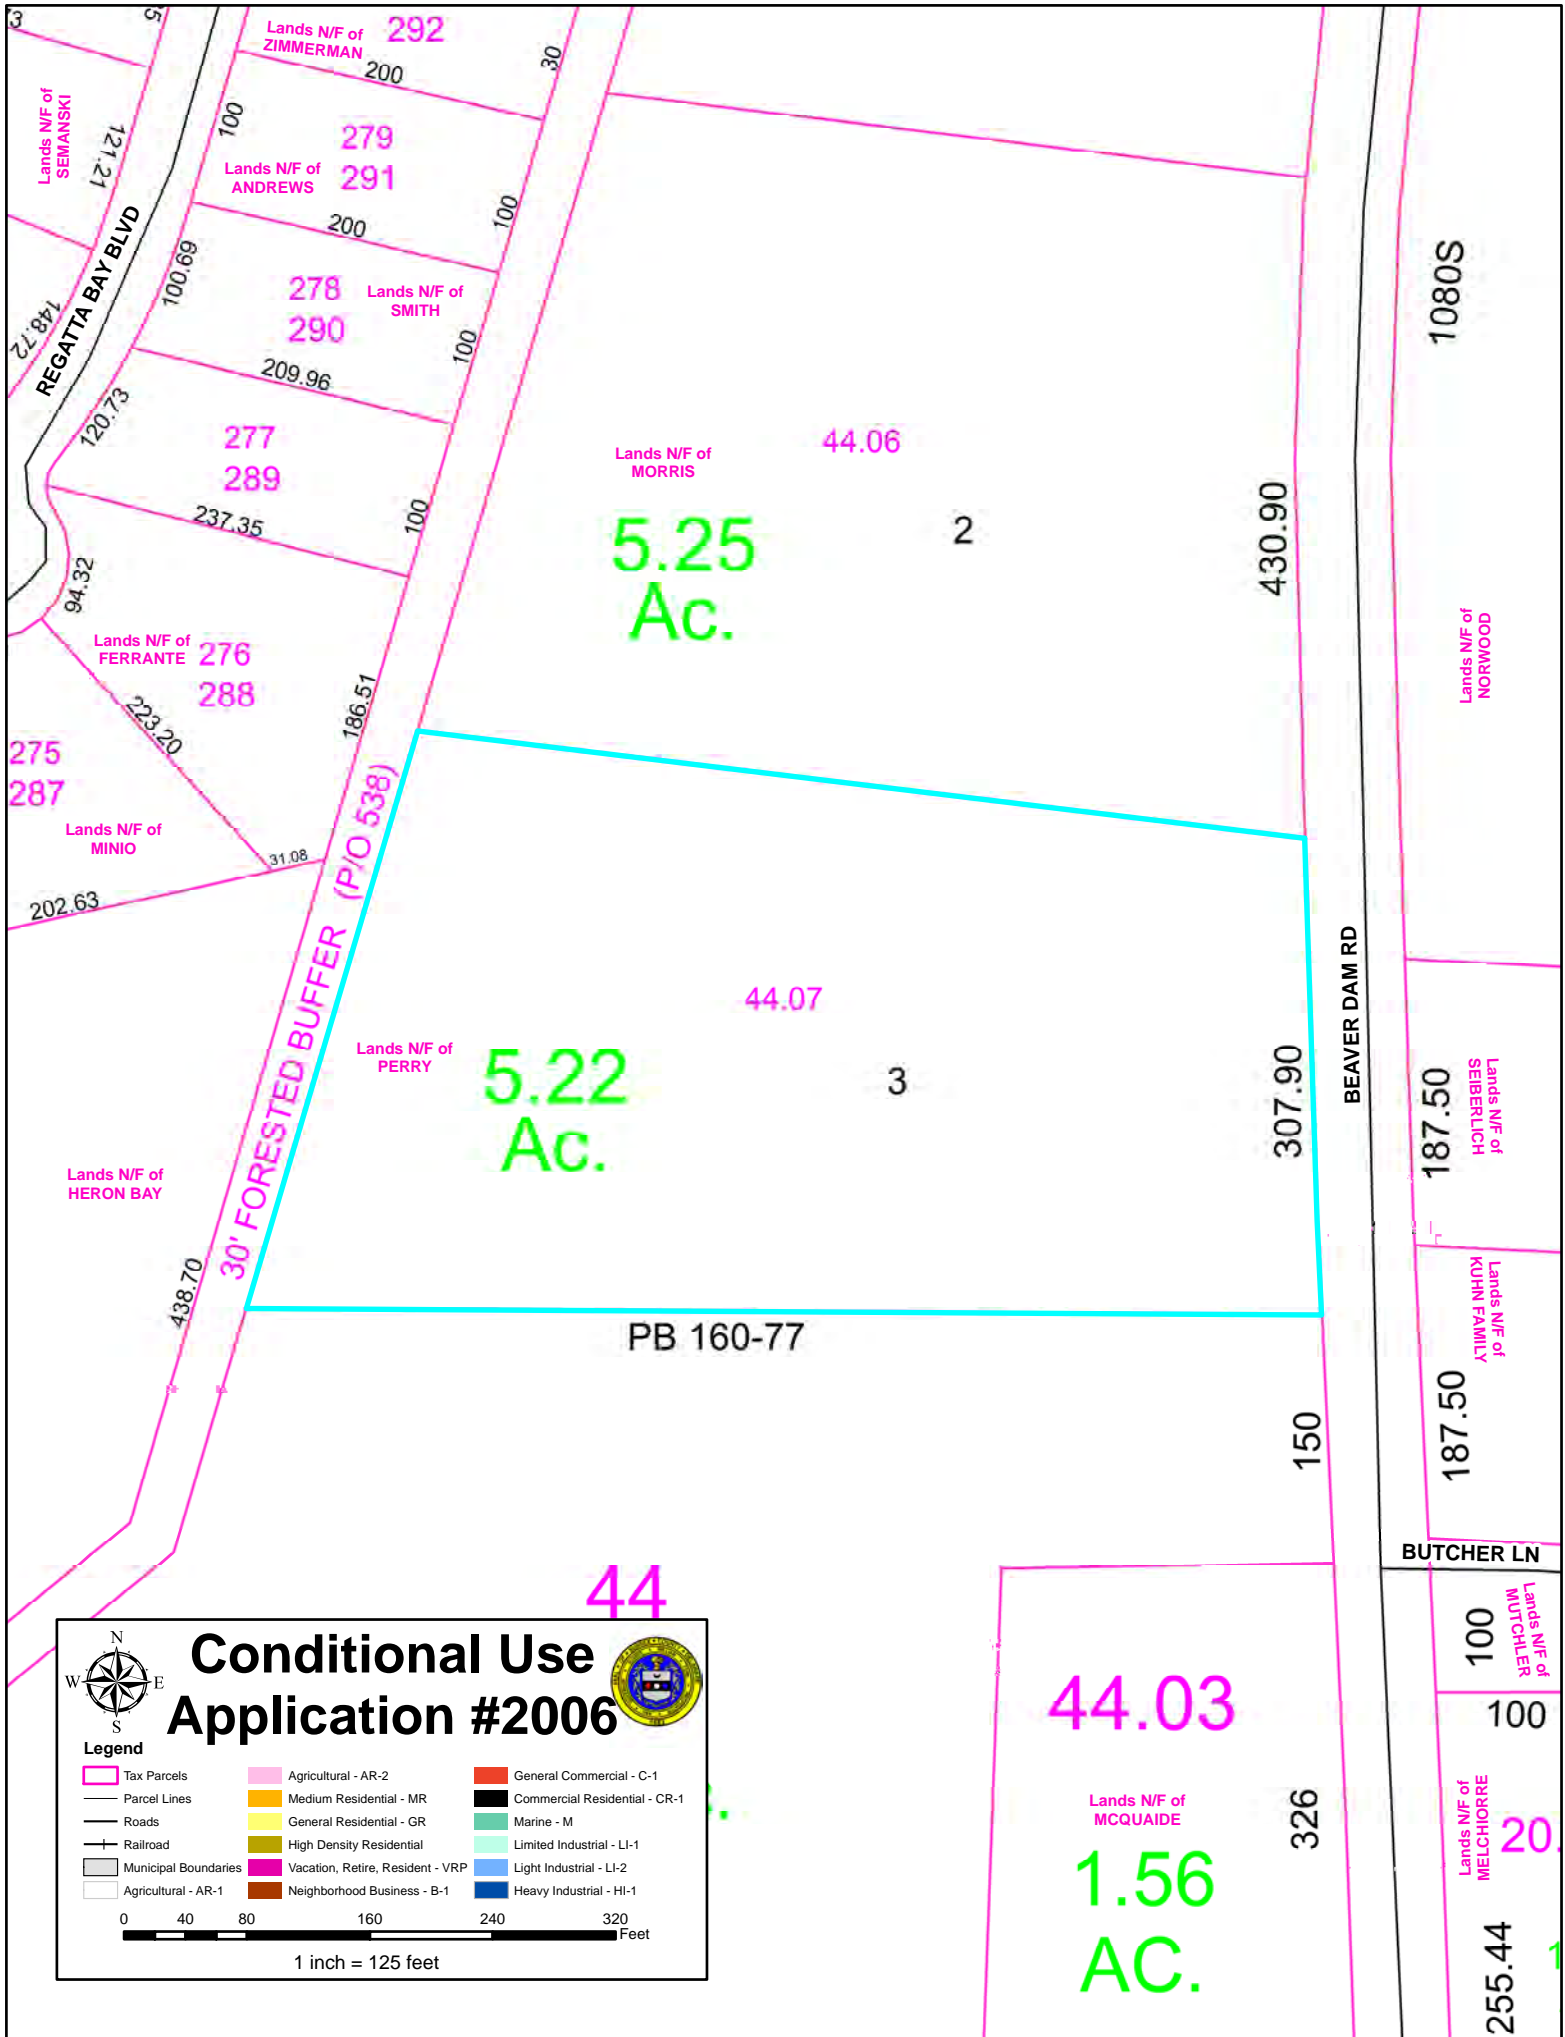 Lands N/F of
ZIMMERMAN
292
200
30'
Lands N/F of
SEMANSKI
121.21
100
279
291
Lands N/F of
ANDREWS
200
100
REGATTA BAY BLVD
148.72
100.69
278
290
Lands N/F of
SMITH
100
209.96
120.73
277
289
237.35
100
94.32
Lands N/F of
FERRANTE
276
288
223.20
186.51
275
287
Lands N/F of
MINIO
31.08
202.63
Lands N/F of
MORRIS
44.06
5.25
Ac.
2
430.90
1080S
Lands N/F of
NORWOOD
30' FORESTED BUFFER (P/O 538)
44.07
Lands N/F of
PERRY
5.22
Ac.
3
307.90
BEAVER DAM RD
187.50
Lands N/F of
SEIBERLICH
Lands N/F of
HERON BAY
438.70
PB 160-77
Lands N/F of
KUHN FAMILY
187.50
150
BUTCHER LN
44
Lands N/F of
MUTCHLER
100
100
44.03
Lands N/F of
MCQUAIDE
1.56
AC.
326
Lands N/F of
MELCHIORRE
20.
255.44
Conditional Use
Application #2006
N
W
E
S
Legend
Tax Parcels
Parcel Lines
Roads
Railroad
Municipal Boundaries
Agricultural - AR-1
Agricultural - AR-2
Medium Residential - MR
General Residential - GR
High Density Residential
Vacation, Retire, Resident - VRP
Neighborhood Business - B-1
General Commercial - C-1
Commercial Residential - CR-1
Marine - M
Limited Industrial - LI-1
Light Industrial - LI-2
Heavy Industrial - HI-1
0 40 80 160 240 320
Feet
1 inch = 125 feet